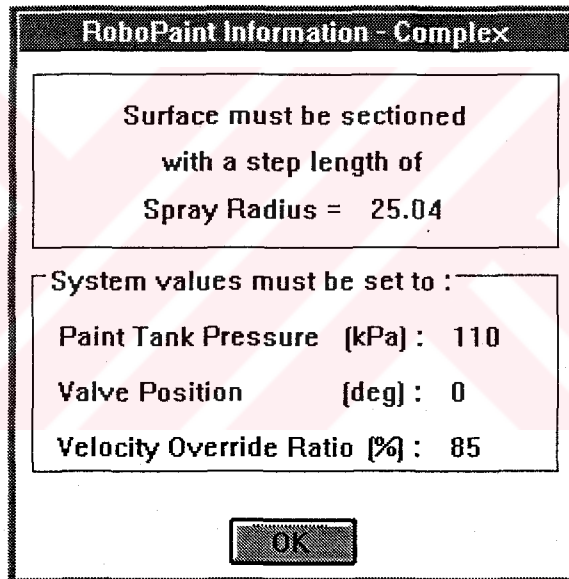 RoboPaint Information - Complex
Surface must be sectioned
with a step length of
Spray Radius = 25.04
System values must be set to :
Paint Tank Pressure (kPa) : 110
Valve Position (deg) : 0
Velocity Override Ratio (%) : 85
OK